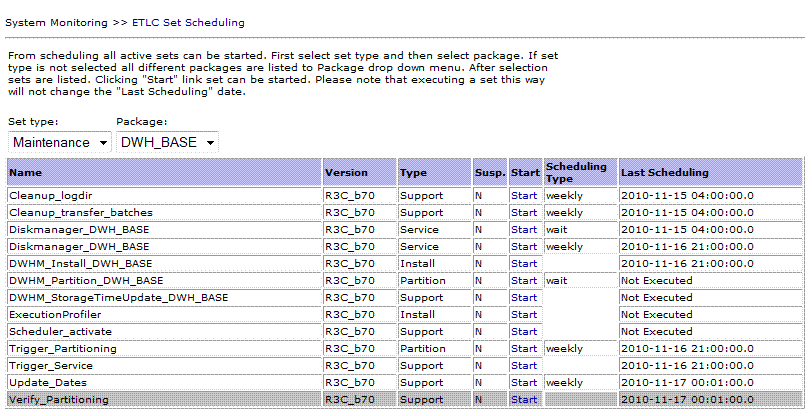 System Monitoring >> ETLC Set Scheduling
From scheduling all active sets can be started. First select set type and then select package. If set
type is not selected all different packages are listed to Package drop down menu. After selection
sets are listed. Clicking "Start" link set can be started. Please note that executing a set this way
will not change the "Last Scheduling" date.
Set type: Package:
Maintenance DWH_BASE
Name Version Type Susp. Start Scheduling Type Last Scheduling
Cleanup_logdir R3C_b70 Support N Start weekly 2010-11-15 04:00:00.0
Cleanup_transfer_batches R3C_b70 Support N Start weekly 2010-11-15 04:00:00.0
Diskmanager_DWH_BASE R3C_b70 Service N Start wait 2010-11-15 04:00:00.0
Diskmanager_DWH_BASE R3C_b70 Service N Start weekly 2010-11-16 21:00:00.0
DWHM_Install_DWH_BASE R3C_b70 Install N Start 2010-11-16 21:00:00.0
DWHM_Partition_DWH_BASE R3C_b70 Partition N Start wait Not Executed
DWHM_StorageTimeUpdate_DWH_BASE R3C_b70 Support N Start Not Executed
ExecutionProfiler R3C_b70 Install N Start Not Executed
Scheduler_activate R3C_b70 Support N Start Not Executed
Trigger_Partitioning R3C_b70 Partition N Start weekly 2010-11-16 21:00:00.0
Trigger_Service R3C_b70 Support N Start 2010-11-16 21:00:00.0
Update_Dates R3C_b70 Support N Start weekly 2010-11-17 00:01:00.0
Verify_Partitioning R3C_b70 Support N Start 2010-11-17 00:01:00.0